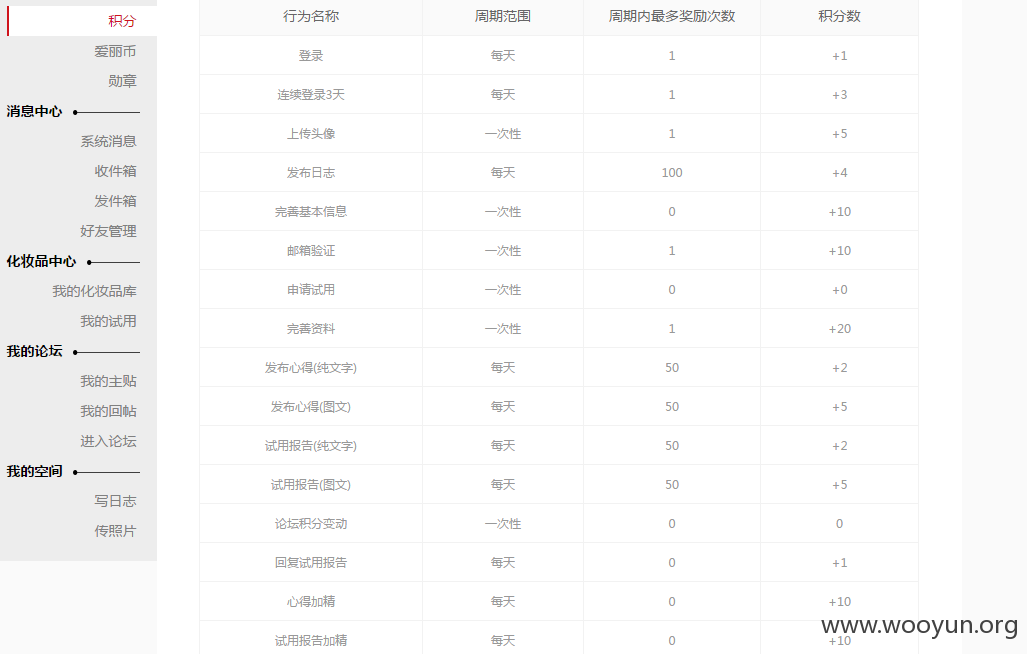 积分
爱丽币
勋章
消息中心
系统消息
收件箱
发件箱
好友管理
化妆品中心
我的化妆品库
我的试用
我的论坛
我的主贴
我的回帖
进入论坛
我的空间
写日志
传照片
行为名称 周期范围 周期内最多奖励次数 积分数
登录 每天 1 +1
连续登录3天 每天 1 +3
上传头像 一次性 1 +5
发布日志 每天 100 +4
完善基本信息 一次性 0 +10
邮箱验证 一次性 1 +10
申请试用 一次性 0 +0
完善资料 一次性 1 +20
发布心得(纯文字) 每天 50 +2
发布心得(图文) 每天 50 +5
试用报告(纯文字) 每天 50 +2
试用报告(图文) 每天 50 +5
论坛积分变动 一次性 0 0
回复试用报告 每天 0 +1
心得加精 每天 0 +10
试用报告加精 每天 0 +10
www.wooyun.org